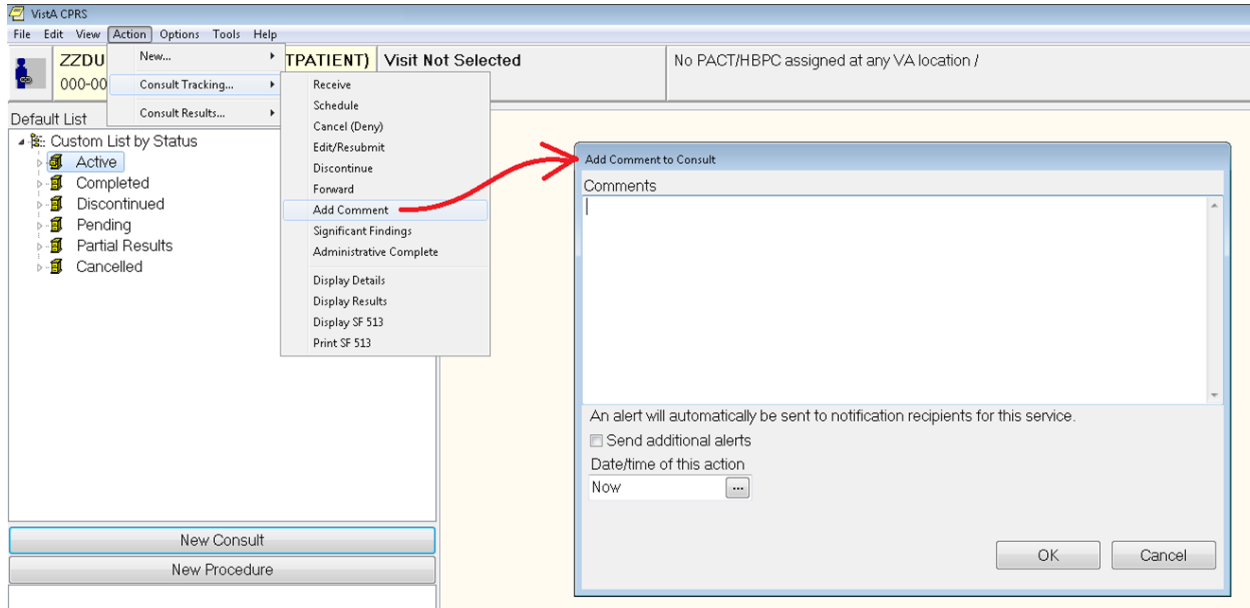 VistA CPRS
File Edit View Action Options Tools Help
ZZDU
000-00
TPATIENT)
Visit Not Selected
No PACT/HBPC assigned at any VA location /
New...
Consult Tracking...
Consult Results...
Receive
Schedule
Cancel (Deny)
Edit/Resubmit
Discontinue
Forward
Add Comment
Significant Findings
Administrative Complete
Display Details
Display Results
Display SF 513
Print SF 513
Default List
Custom List by Status
Active
Completed
Discontinued
Pending
Partial Results
Cancelled
New Consult
New Procedure
Add Comment to Consult
Comments
An alert will automatically be sent to notification recipients for this service.
Send additional alerts
Date/time of this action
Now
...
OK Cancel